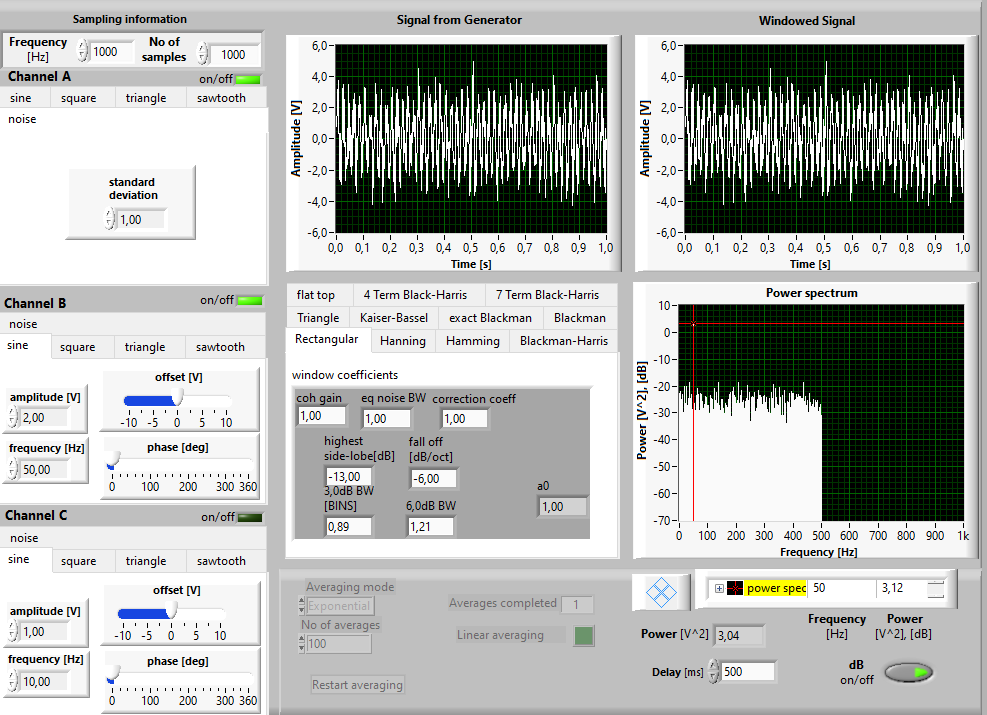 Sampling information
Frequency [Hz] 1000 No of samples 1000
Channel A on/off
sine square triangle sawtooth
noise
standard deviation
1,00
Channel B on/off
noise
sine square triangle sawtooth
offset [V]
-10 -5 0 5 10
amplitude [V]
2,00
frequency [Hz]
50,00
phase [deg]
0 100 200 300 360
Channel C on/off
noise
sine square triangle sawtooth
offset [V]
-10 -5 0 5 10
amplitude [V]
1,00
frequency [Hz]
10,00
phase [deg]
0 100 200 300 360
Signal from Generator
Amplitude [V]
6,0
4,0
2,0
0,0
-2,0
-4,0
-6,0
0,0 0,1 0,2 0,3 0,4 0,5 0,6 0,7 0,8 0,9 1,0
Time [s]
Windowed Signal
Amplitude [V]
6,0
4,0
2,0
0,0
-2,0
-4,0
-6,0
0,0 0,1 0,2 0,3 0,4 0,5 0,6 0,7 0,8 0,9 1,0
Time [s]
flat top 4 Term Black-Harris 7 Term Black-Harris
Triangle Kaiser-Bassel exact Blackman Blackman
Rectangular Hanning Hamming Blackman-Harris
window coefficients
coh gain eq noise BW correction coeff
1,00 1,00 1,00
highest side-lobe[dB]
-13,00
fall off [dB/oct]
-6,00
3,0dB BW [BINS]
0,89
6,0dB BW
1,21
a0
1,00
Power spectrum
Power [V^2], [dB]
10
0
-10
-20
-30
-40
-50
-60
-70
0 100 200 300 400 500 600 700 800 900 1k
Frequency [Hz]
Averaging mode
Exponential
No of averages
100
Restart averaging
Averages completed 1
Linear averaging
power spec 50 3,12
Frequency [Hz]
Power [V^2], [dB]
Power [V^2] 3,04
Delay [ms] 500
dB on/off